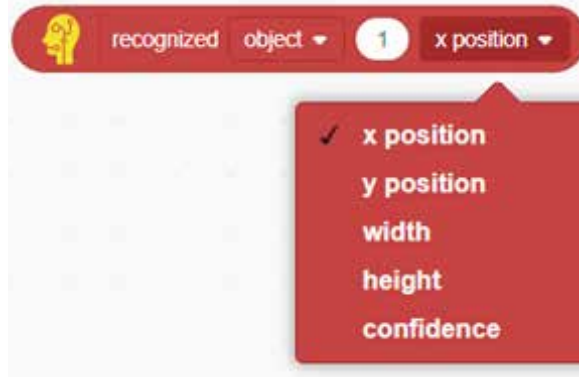 recognized object 1 x position
x position
y position
width
height
confidence